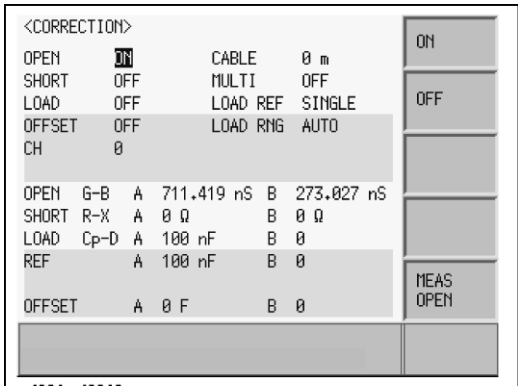 <CORRECTION>
OPEN ON CABLE 0 m
SHORT OFF MULTI OFF
LOAD OFF LOAD REF SINGLE
OFFSET OFF LOAD RNG AUTO
CH 0
OPEN G-B A 711.419 nS B 273.027 nS
SHORT R-X A 0 Ω B 0 Ω
LOAD Cp-D A 100 nF B 0
REF A 100 nF B 0
OFFSET A 0 F B 0
ON
OFF
MEAS
OPEN